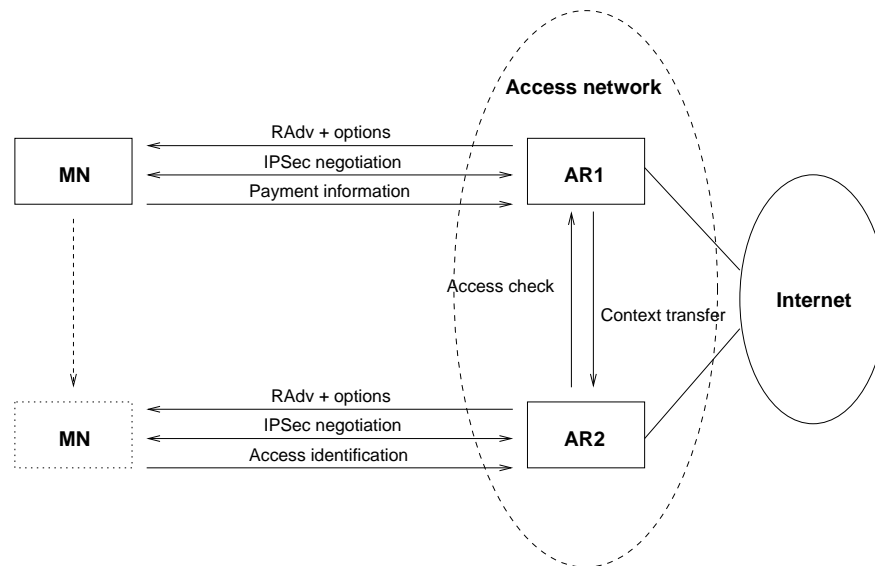 Access network
RAdv + options
MN
IPSec negotiation
AR1
Payment information
Access check
Internet
Context transfer
RAdv + options
MN
IPSec negotiation
AR2
Access identification